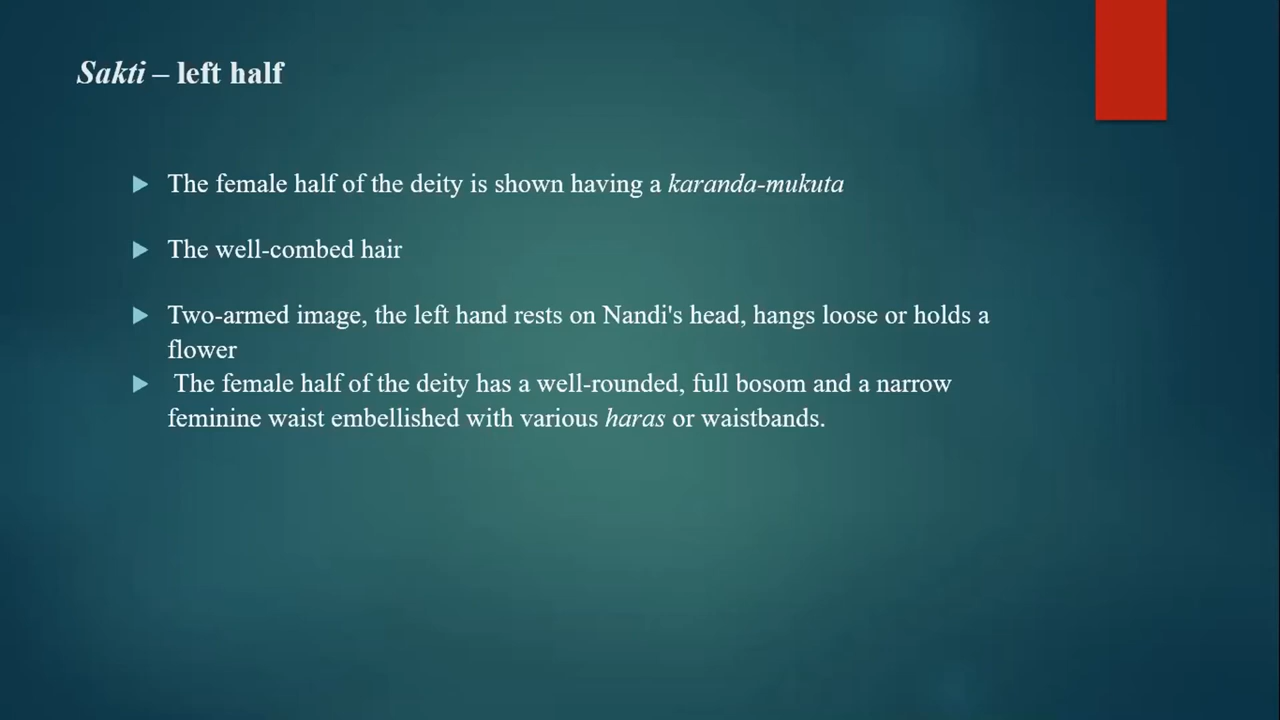 Sakti – left half
The female half of the deity is shown having a karanda-mukuta
The well-combed hair
Two-armed image, the left hand rests on Nandi's head, hangs loose or holds a
flower
The female half of the deity has a well-rounded, full bosom and a narrow
feminine waist embellished with various haras or waistbands.